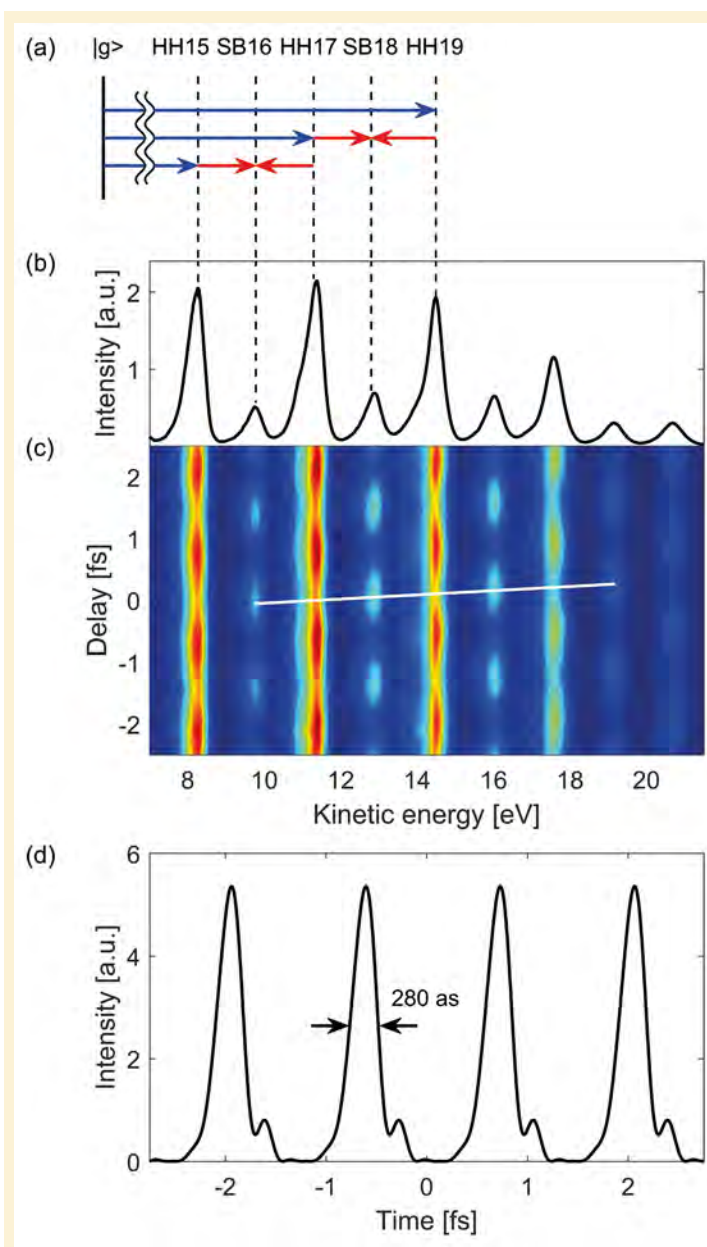 (a) |g> HH15 SB16 HH17 SB18 HH19
(b)
Intensity [a.u.]
2
1
(c)
Delay [fs]
2
1
0
-1
-2
8 10 12 14 16 18 20
Kinetic energy [eV]
(d)
Intensity [a.u.]
6
4
2
0
280 as
-2 -1 0 1 2
Time [fs]